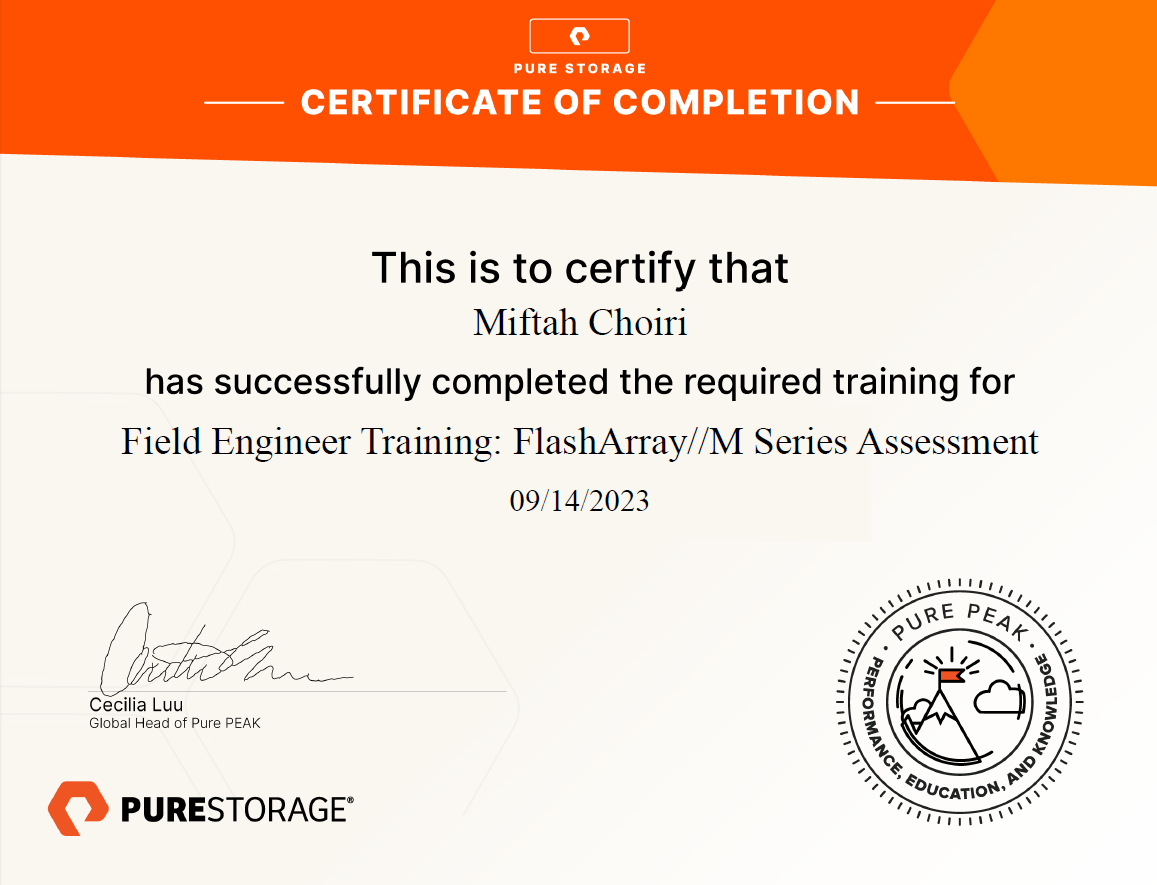 PURE STORAGE
CERTIFICATE OF COMPLETION
This is to certify that
Miftah Choiri
has successfully completed the required training for
Field Engineer Training: FlashArray//M Series Assessment
09/14/2023
Cecilia Luu
Global Head of Pure PEAK
PURESTORAGE®
• PURE PEAK •
PERFORMANCE, EDUCATION, AND KNOWLEDGE